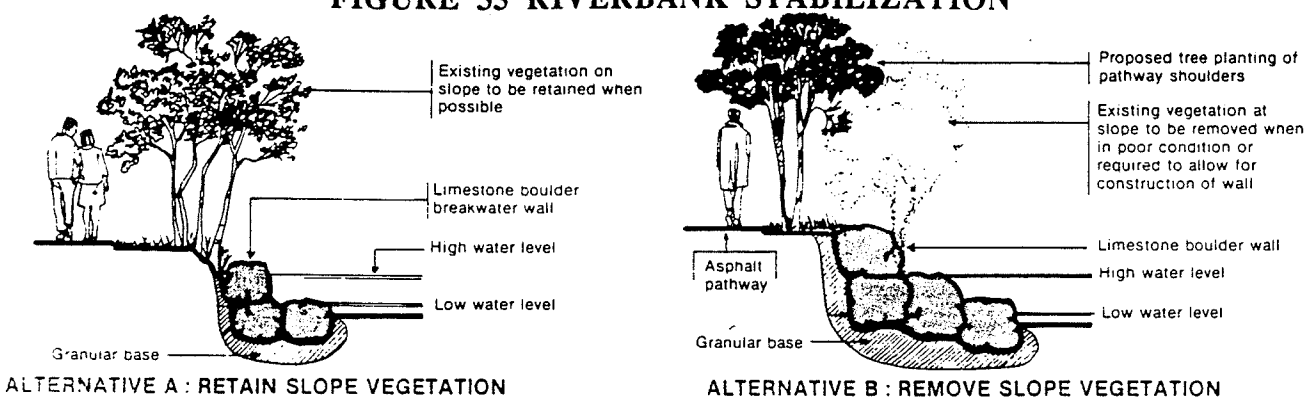 FIGURE 33 RIVERBANK STABILIZATION
Existing vegetation on
slope to be retained when
possible
Limestone boulder
breakwater wall
High water level
Low water level
Granular base
ALTERNATIVE A : RETAIN SLOPE VEGETATION
Proposed tree planting of
pathway shoulders
Existing vegetation at
slope to be removed when
in poor condition or
required to allow for
construction of wall
Limestone boulder wall
High water level
Low water level
Asphalt
pathway
Granular base
ALTERNATIVE B : REMOVE SLOPE VEGETATION